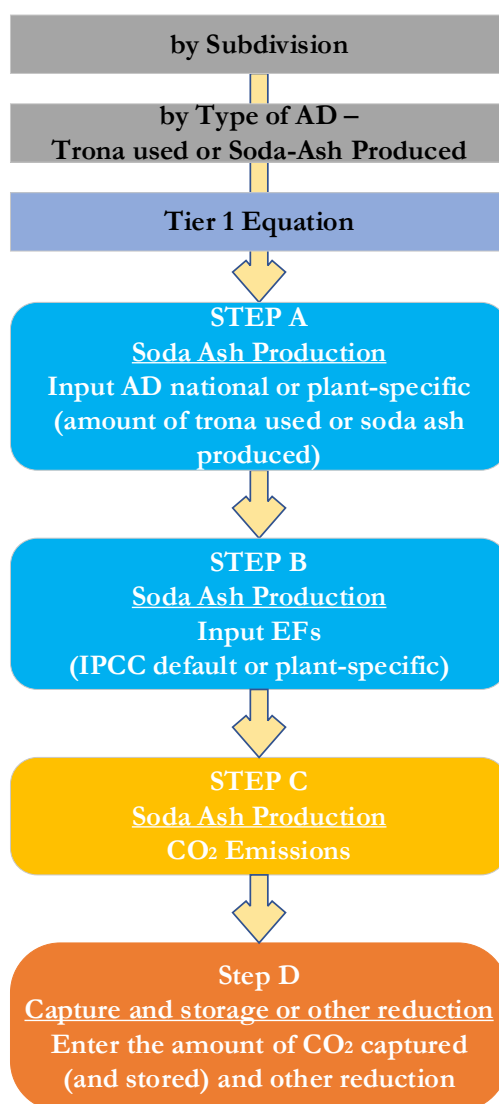 by Subdivision
by Type of AD –
Trona used or Soda-Ash Produced
Tier 1 Equation
STEP A
Soda Ash Production
Input AD national or plant-specific
(amount of trona used or soda ash
produced)
STEP B
Soda Ash Production
Input EFs
(IPCC default or plant-specific)
STEP C
Soda Ash Production
CO₂ Emissions
Step D
Capture and storage or other reduction
Enter the amount of CO₂ captured
(and stored) and other reduction